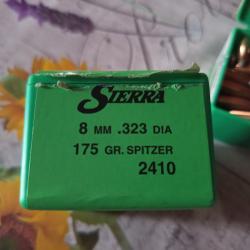 SIERRA
8 MM .323 DIA
175 GR. SPITZER
2410